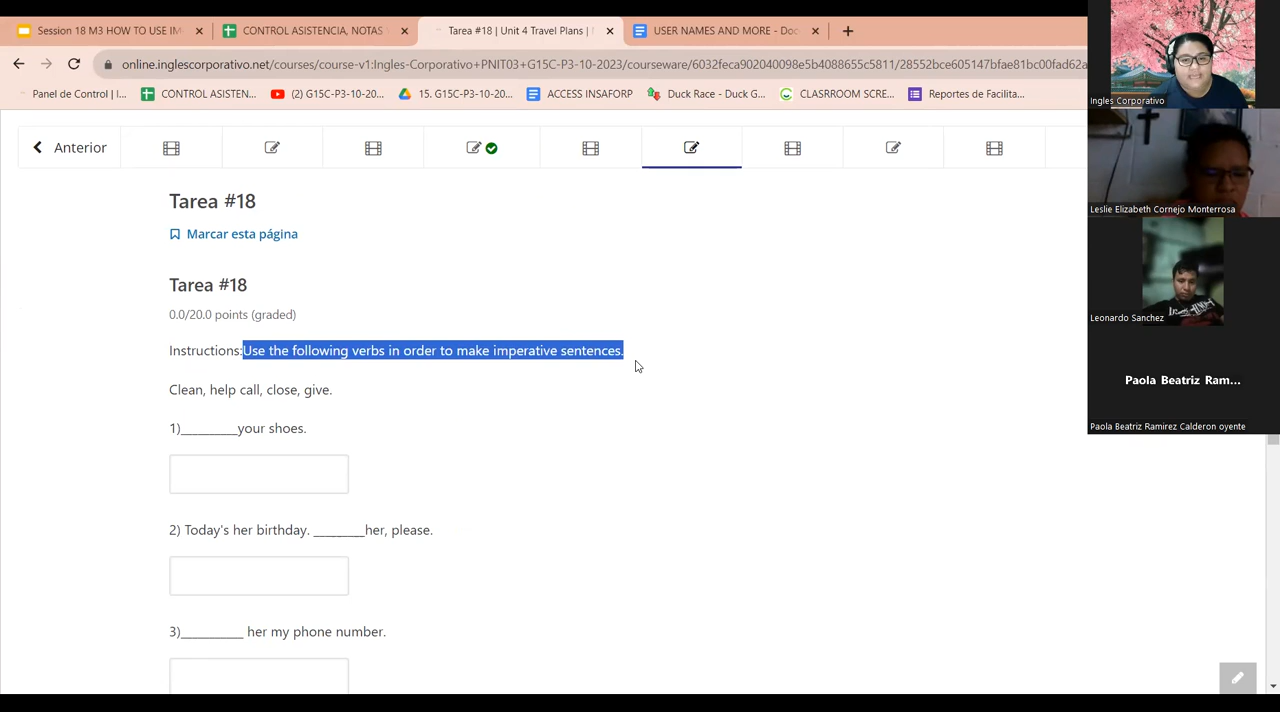 Session 18 M3 HOW TO USE IM
CONTROL ASISTENCIA, NOTAS
Tarea #18 | Unit 4 Travel Plans |
USER NAMES AND MORE - Doc
online.inglescorporativo.net/courses/course-v1:Ingles-Corporativo+PNIT03+G15C-P3-10-2023/courseware/6032feca902040098e5b4088655c5811/28552bce605147bfae81bc00fad62a
Panel de Control | I...
CONTROL ASISTEN...
(2) G15C-P3-10-20...
15. G15C-P3-10-20...
ACCESS INSAFORP
Duck Race - Duck G...
CLASRROOM SCRE...
Reportes de Facilita...
Anterior
Tarea #18
Marcar esta página
Tarea #18
0.0/20.0 points (graded)
Instructions:Use the following verbs in order to make imperative sentences.
Clean, help call, close, give.
1)_________your shoes.
2) Today's her birthday. _______her, please.
3)_________ her my phone number.
Ingles Corporativo
Leslie Elizabeth Cornejo Monterrosa
Leonardo Sanchez
Paola Beatriz Ram...
Paola Beatriz Ramirez Calderon oyente